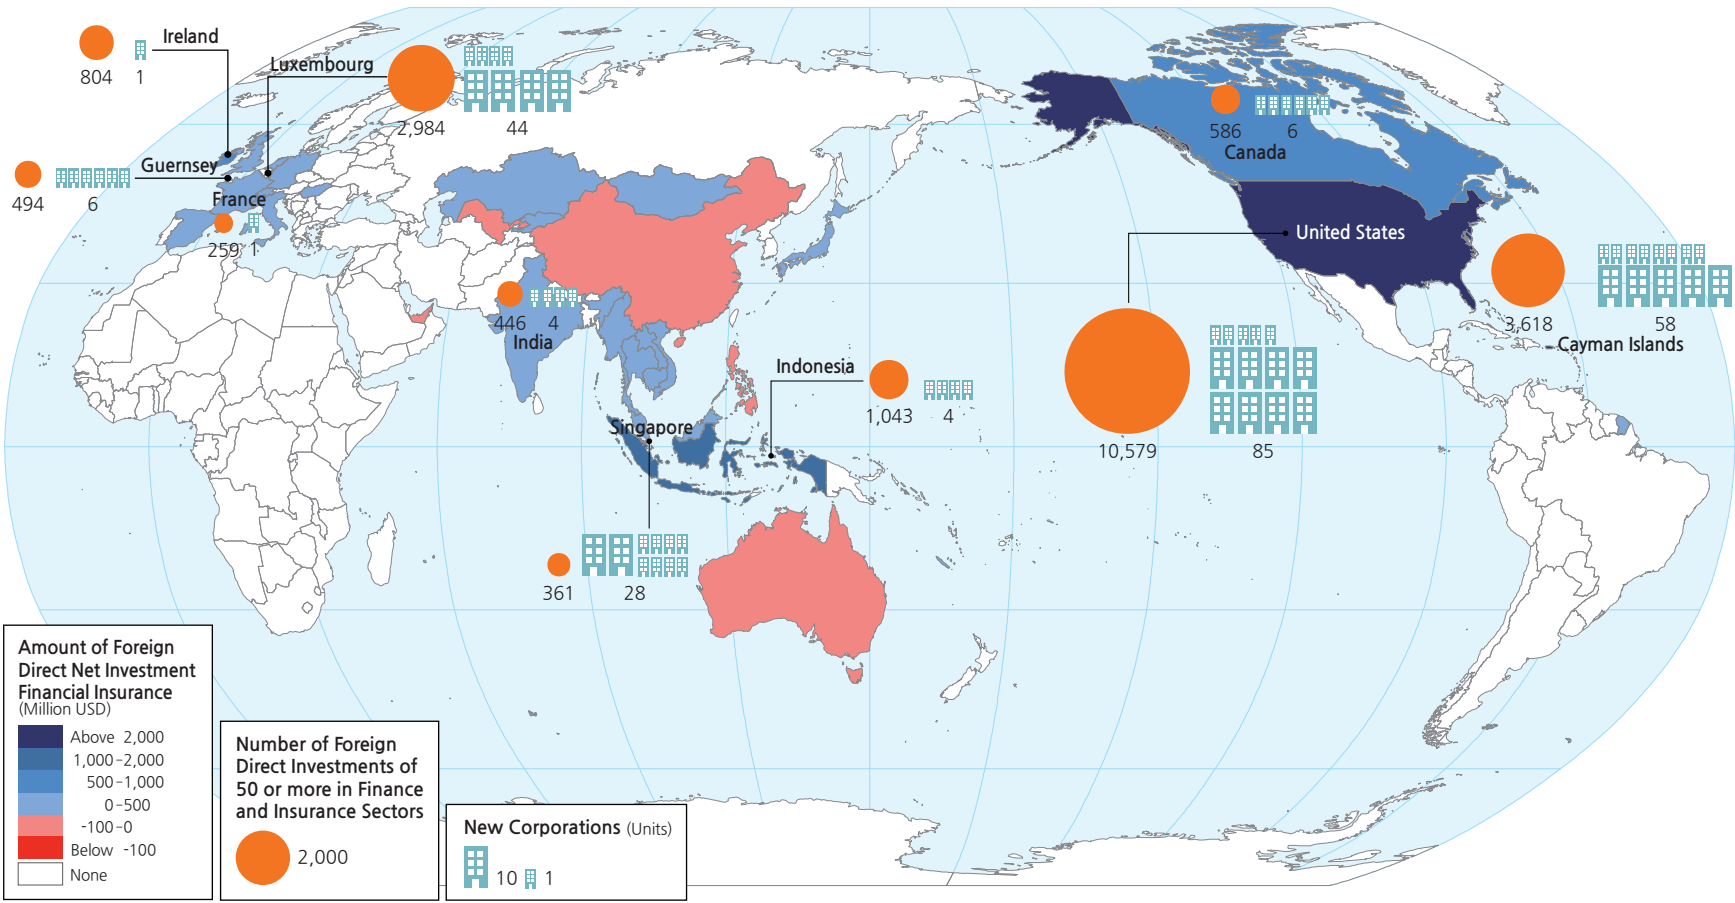 Ireland
804
1
Luxembourg
2,984
44
Guernsey
494
6
France
259
1
586
6
Canada
United States
3,618
58
Cayman Islands
446
4
India
Indonesia
1,043
4
10,579
85
Singapore
361
28
Amount of Foreign
Direct Net Investment
Financial Insurance
(Million USD)
Above 2,000
1,000-2,000
500-1,000
0-500
-100-0
Below -100
None
Number of Foreign
Direct Investments of
50 or more in Finance
and Insurance Sectors
2,000
New Corporations (Units)
10
1